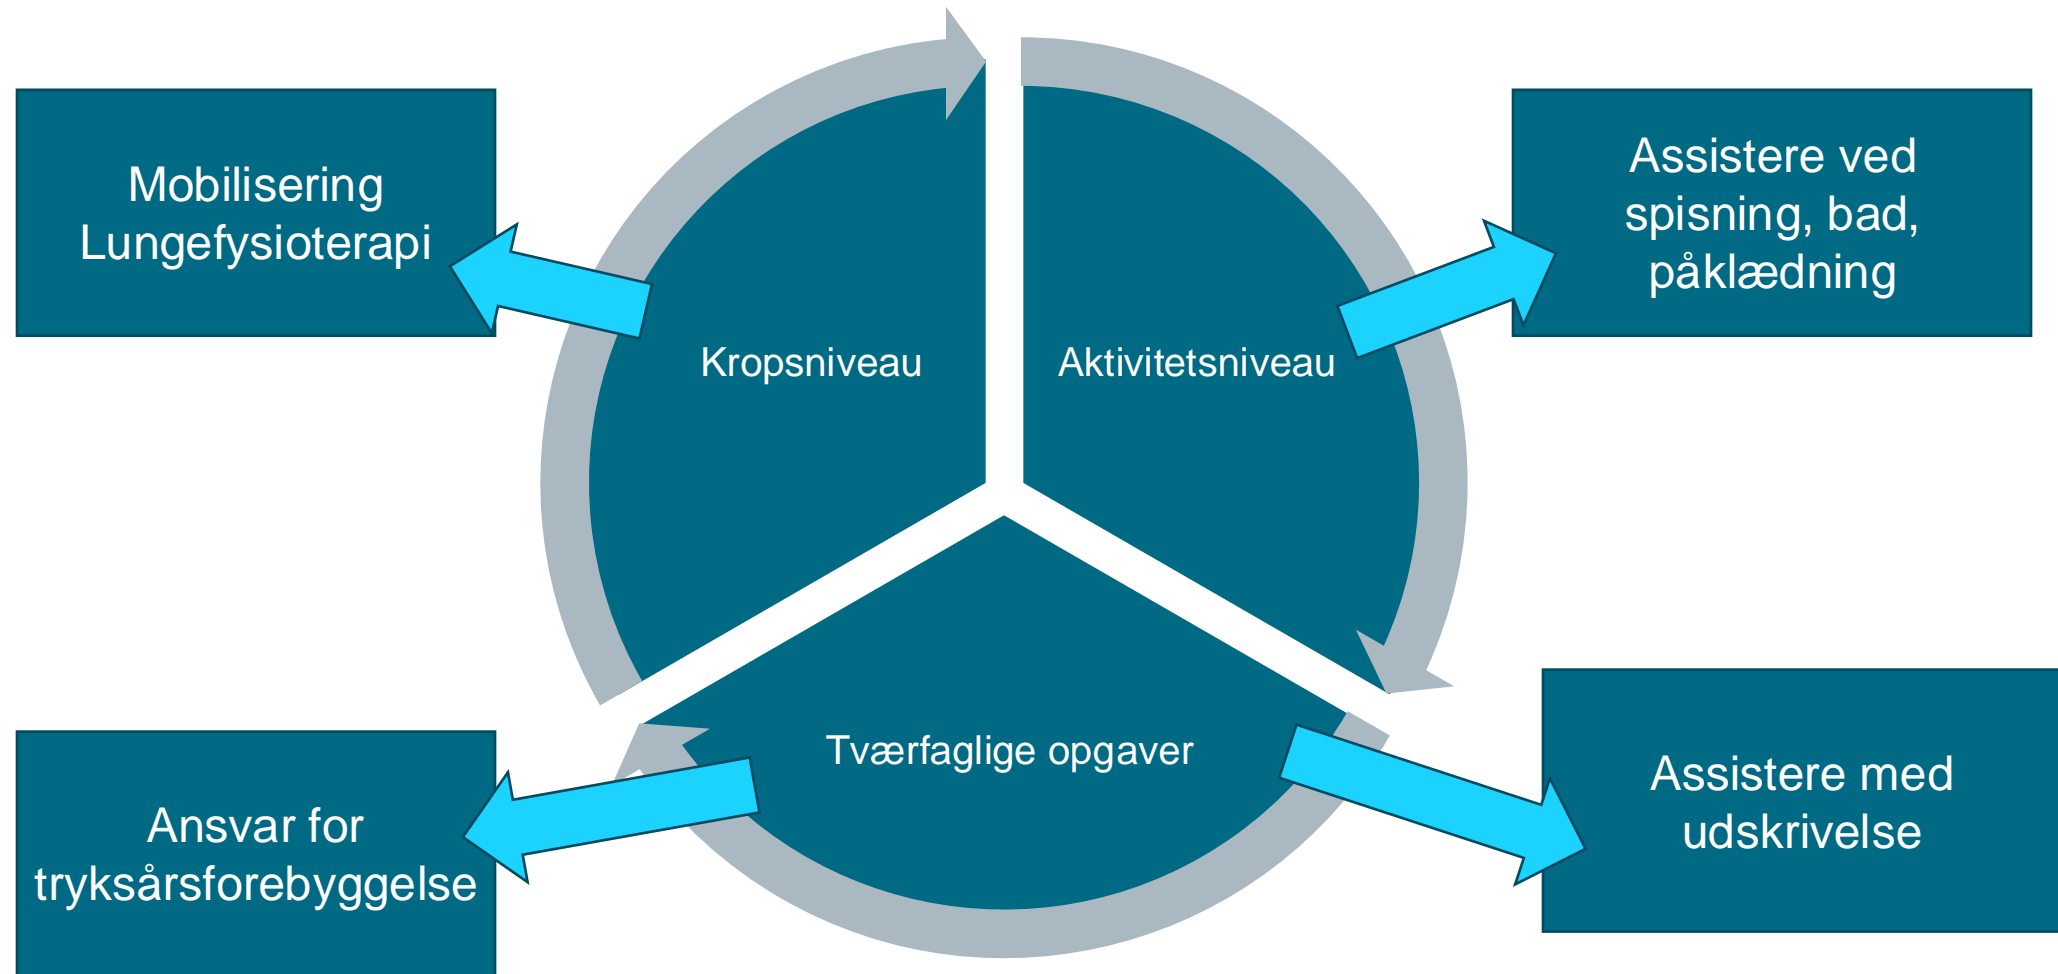 Mobilisering
Lungefysioterapi
Assistere ved
spisning, bad,
påklædning
Kropsniveau
Aktivitetsniveau
Tværfaglige opgaver
Ansvar for
tryksårsforebyggelse
Assistere med
udskrivelse